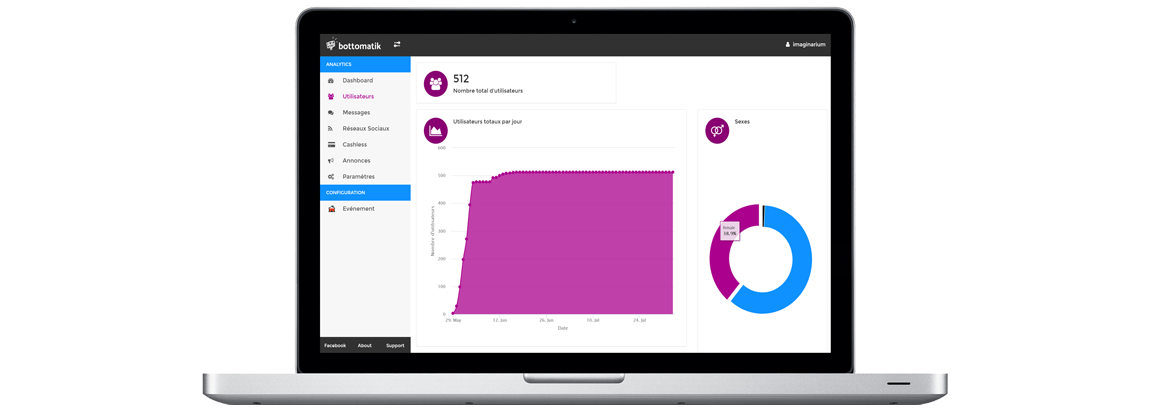 bottomatik
imaginarium
ANALYTICS
Dashboard
Utilisateurs
Messages
Réseaux Sociaux
Cashless
Annonces
Paramètres
CONFIGURATION
Evénement
Facebook About Support
512
Nombre total d'utilisateurs
Utilisateurs totaux par jour
600
500
400
300
200
100
0
Nombre d'utilisateurs
29. May 12. Jun 26. Jun 10. Jul 24. Jul
Date
Sexes
female
38.9%